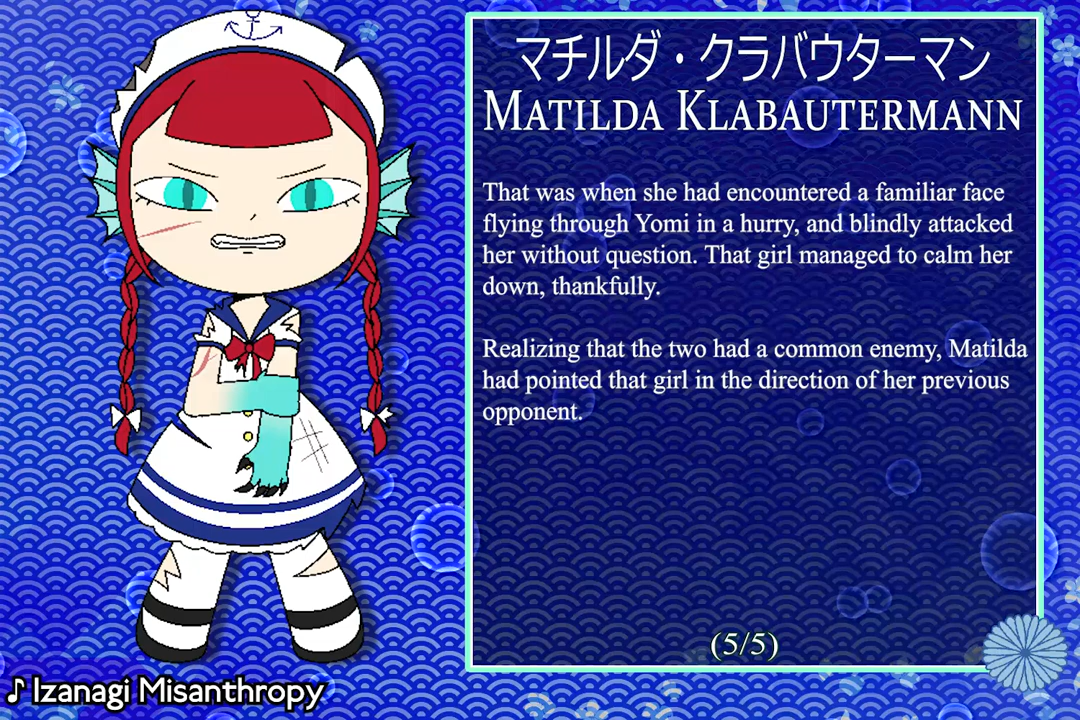 マチルダ・クラバウターマン
Matilda Klabautermann
That was when she had encountered a familiar face
flying through Yomi in a hurry, and blindly attacked
her without question. That girl managed to calm her
down, thankfully.
Realizing that the two had a common enemy, Matilda
had pointed that girl in the direction of her previous
opponent.
(5/5)
♪ Izanagi Misanthropy